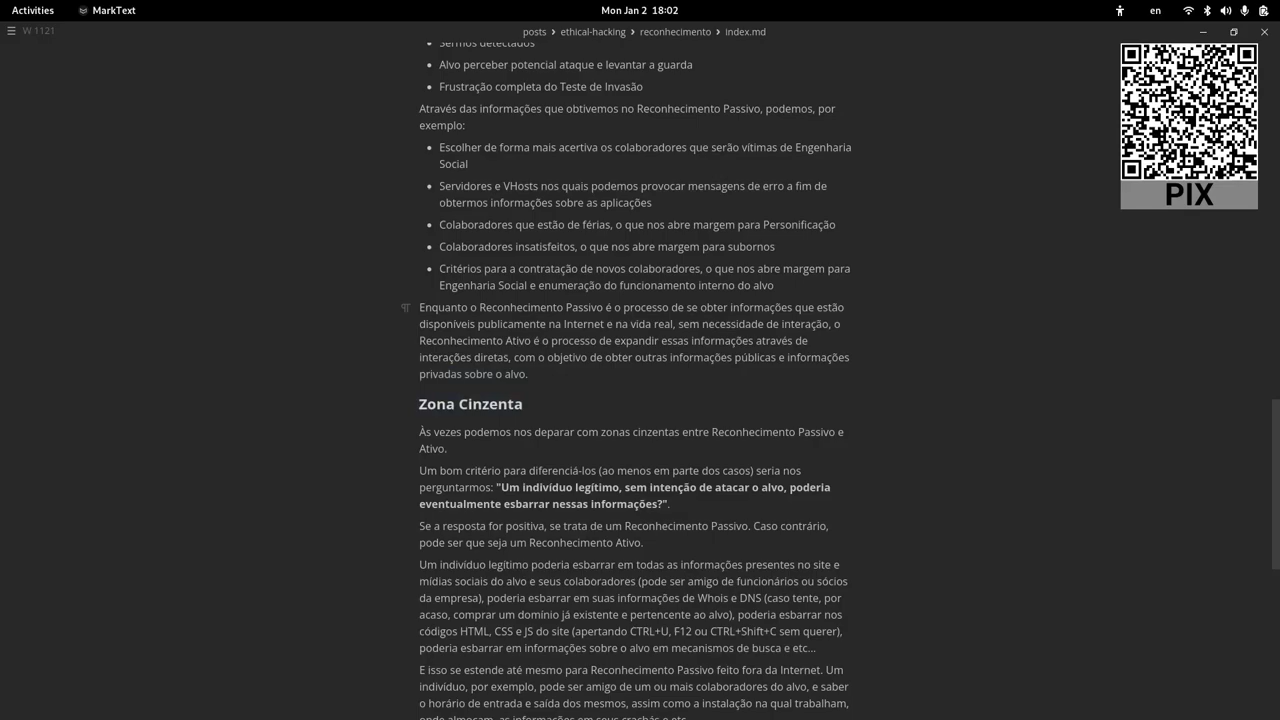 Activities MarkText Mon Jan 2 18:02 en
W 1121 posts › ethical-hacking › reconhecimento › index.md
Sermos detectados
Alvo perceber potencial ataque e levantar a guarda
Frustração completa do Teste de Invasão
Através das informações que obtivemos no Reconhecimento Passivo, podemos, por
exemplo:
Escolher de forma mais acertiva os colaboradores que serão vítimas de Engenharia
Social
PIX
Servidores e VHosts nos quais podemos provocar mensagens de erro a fim de
obtermos informações sobre as aplicações
Colaboradores que estão de férias, o que nos abre margem para Personificação
Colaboradores insatisfeitos, o que nos abre margem para subornos
Critérios para a contratação de novos colaboradores, o que nos abre margem para
Engenharia Social e enumeração do funcionamento interno do alvo
Enquanto o Reconhecimento Passivo é o processo de se obter informações que estão
disponíveis publicamente na Internet e na vida real, sem necessidade de interação, o
Reconhecimento Ativo é o processo de expandir essas informações através de
interações diretas, com o objetivo de obter outras informações públicas e informações
privadas sobre o alvo.
Zona Cinzenta
Às vezes podemos nos deparar com zonas cinzentas entre Reconhecimento Passivo e
Ativo.
Um bom critério para diferenciá-los (ao menos em parte dos casos) seria nos
perguntarmos: "Um indivíduo legítimo, sem intenção de atacar o alvo, poderia
eventualmente esbarrar nessas informações?".
Se a resposta for positiva, se trata de um Reconhecimento Passivo. Caso contrário,
pode ser que seja um Reconhecimento Ativo.
Um indivíduo legítimo poderia esbarrar em todas as informações presentes no site e
mídias sociais do alvo e seus colaboradores (pode ser amigo de funcionários ou sócios
da empresa), poderia esbarrar em suas informações de Whois e DNS (caso tente, por
acaso, comprar um domínio já existente e pertencente ao alvo), poderia esbarrar nos
códigos HTML, CSS e JS do site (apertando CTRL+U, F12 ou CTRL+Shift+C sem querer),
poderia esbarrar em informações sobre o alvo em mecanismos de busca e etc...
E isso se estende até mesmo para Reconhecimento Passivo feito fora da Internet. Um
indivíduo, por exemplo, pode ser amigo de um ou mais colaboradores do alvo, e saber
o horário de entrada e saída dos mesmos, assim como a instalação na qual trabalham,
onde almoçam, as informações em seus crachás e etc.